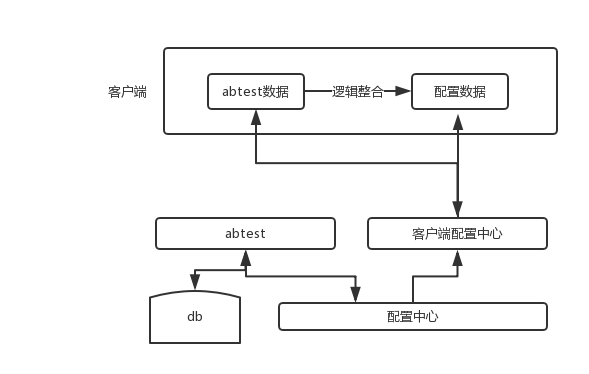 客户端
abtest数据
逻辑整合
配置数据
abtest
客户端配置中心
db
配置中心